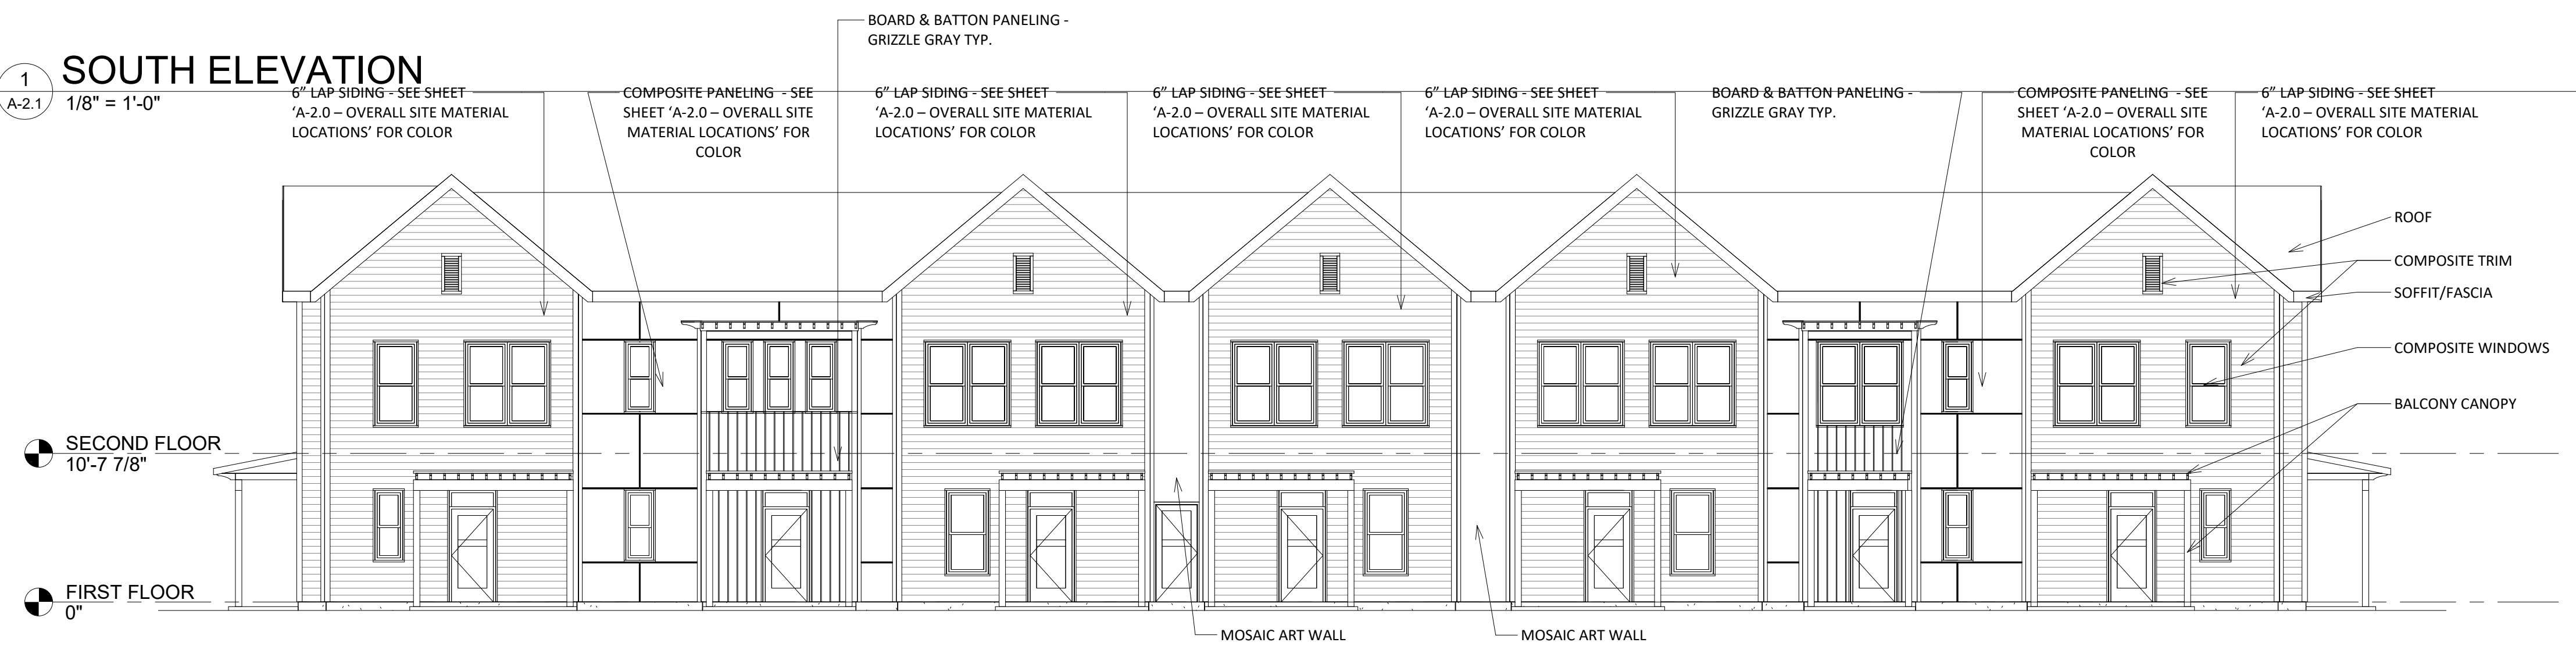 BOARD & BATTON PANELING -
GRIZZLE GRAY TYP.
1
A-2.1
SOUTH ELEVATION
1/8" = 1'-0"
6” LAP SIDING - SEE SHEET
‘A-2.0 – OVERALL SITE MATERIAL
LOCATIONS’ FOR COLOR
COMPOSITE PANELING - SEE
SHEET ‘A-2.0 – OVERALL SITE
MATERIAL LOCATIONS’ FOR
COLOR
6” LAP SIDING - SEE SHEET
‘A-2.0 – OVERALL SITE MATERIAL
LOCATIONS’ FOR COLOR
6” LAP SIDING - SEE SHEET
‘A-2.0 – OVERALL SITE MATERIAL
LOCATIONS’ FOR COLOR
6” LAP SIDING - SEE SHEET
‘A-2.0 – OVERALL SITE MATERIAL
LOCATIONS’ FOR COLOR
BOARD & BATTON PANELING -
GRIZZLE GRAY TYP.
COMPOSITE PANELING - SEE
SHEET ‘A-2.0 – OVERALL SITE
MATERIAL LOCATIONS’ FOR
COLOR
6” LAP SIDING - SEE SHEET
‘A-2.0 – OVERALL SITE MATERIAL
LOCATIONS’ FOR COLOR
ROOF
COMPOSITE TRIM
SOFFIT/FASCIA
COMPOSITE WINDOWS
BALCONY CANOPY
SECOND FLOOR
10'-7 7/8"
FIRST FLOOR
0"
MOSAIC ART WALL
MOSAIC ART WALL